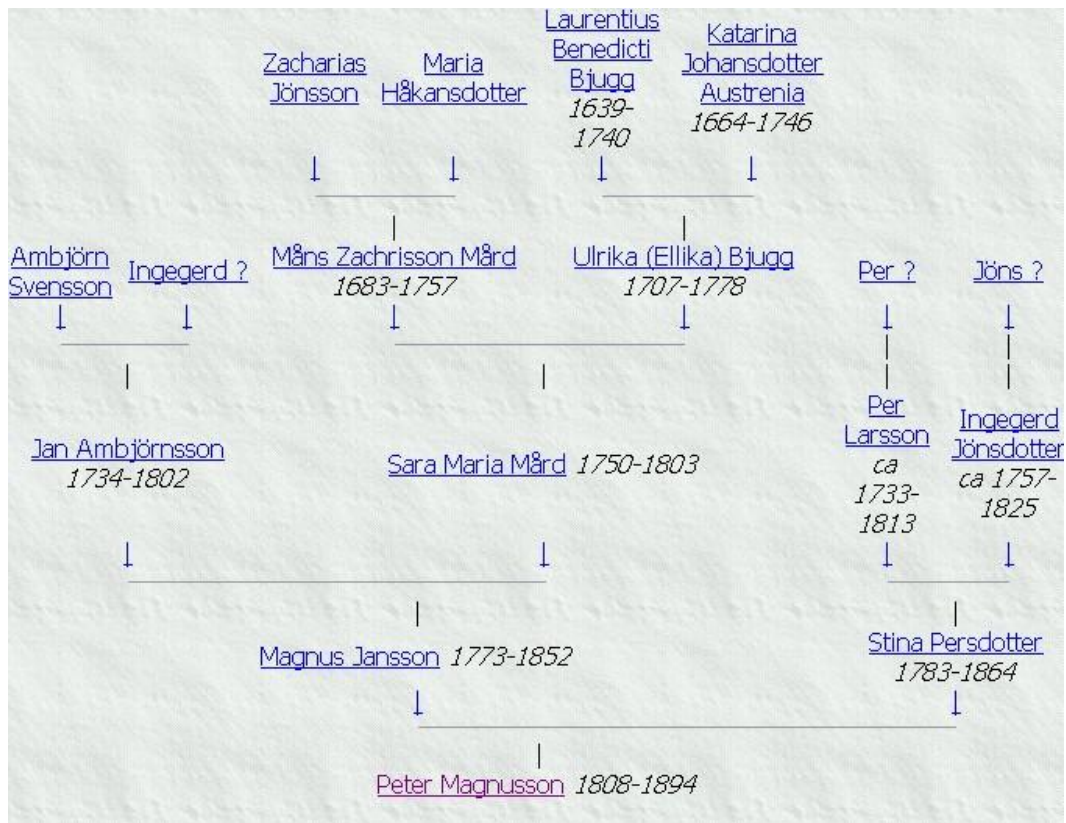 Zacharias
Jönsson
Maria
Håkansdotter
Laurentius
Benedicti
Bjugg
1639-
1740
Katarina
Johansdotter
Austrenia
1664-1746
Ambjörn
Svensson
Ingegerd ?
Måns Zachrisson Mård
1683-1757
Ulrika (Ellika) Bjugg
1707-1778
Per ?
Jöns ?
Jan Ambjörnsson
1734-1802
Sara Maria Mård 1750-1803
Per
Larsson
ca
1733-
1813
Ingegerd
Jönsdotter
ca 1757-
1825
Magnus Jansson 1773-1852
Stina Persdotter
1783-1864
Peter Magnusson 1808-1894